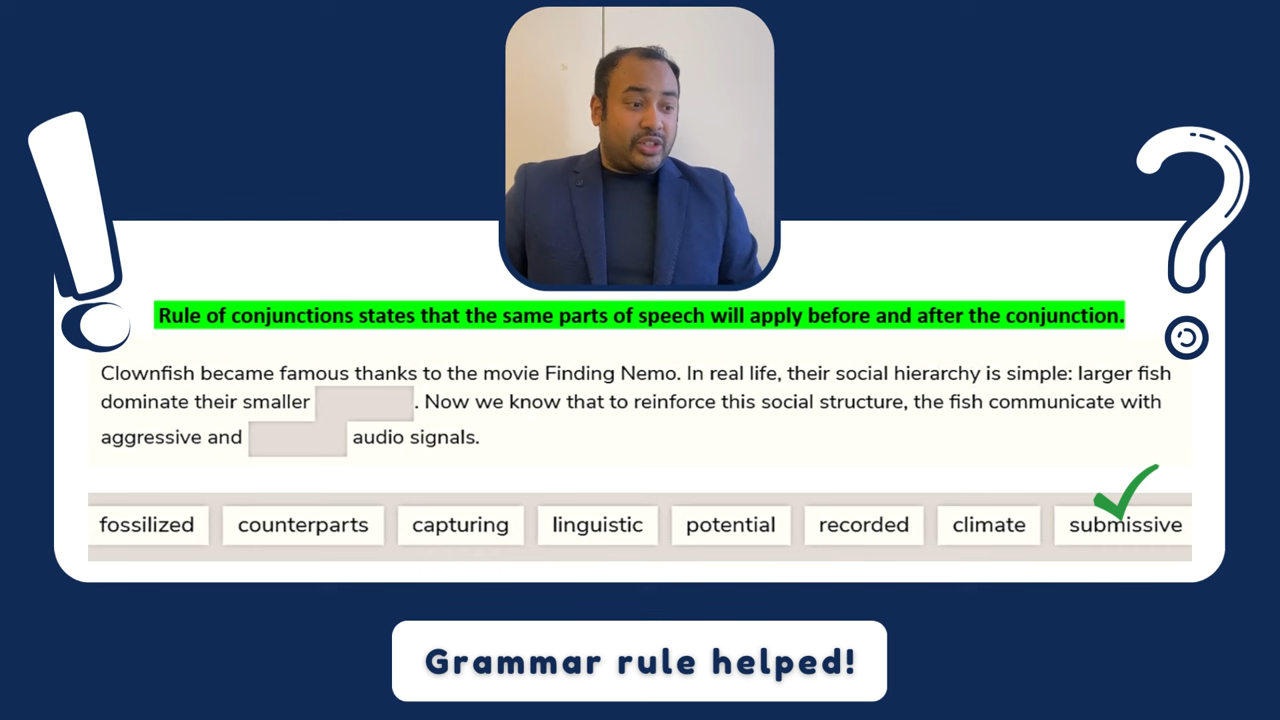 Rule of conjunctions states that the same parts of speech will apply before and after the conjunction.
Clownfish became famous thanks to the movie Finding Nemo. In real life, their social hierarchy is simple: larger fish
dominate their smaller . Now we know that to reinforce this social structure, the fish communicate with
aggressive and audio signals.
fossilized counterparts capturing linguistic potential recorded climate submissive
Grammar rule helped!